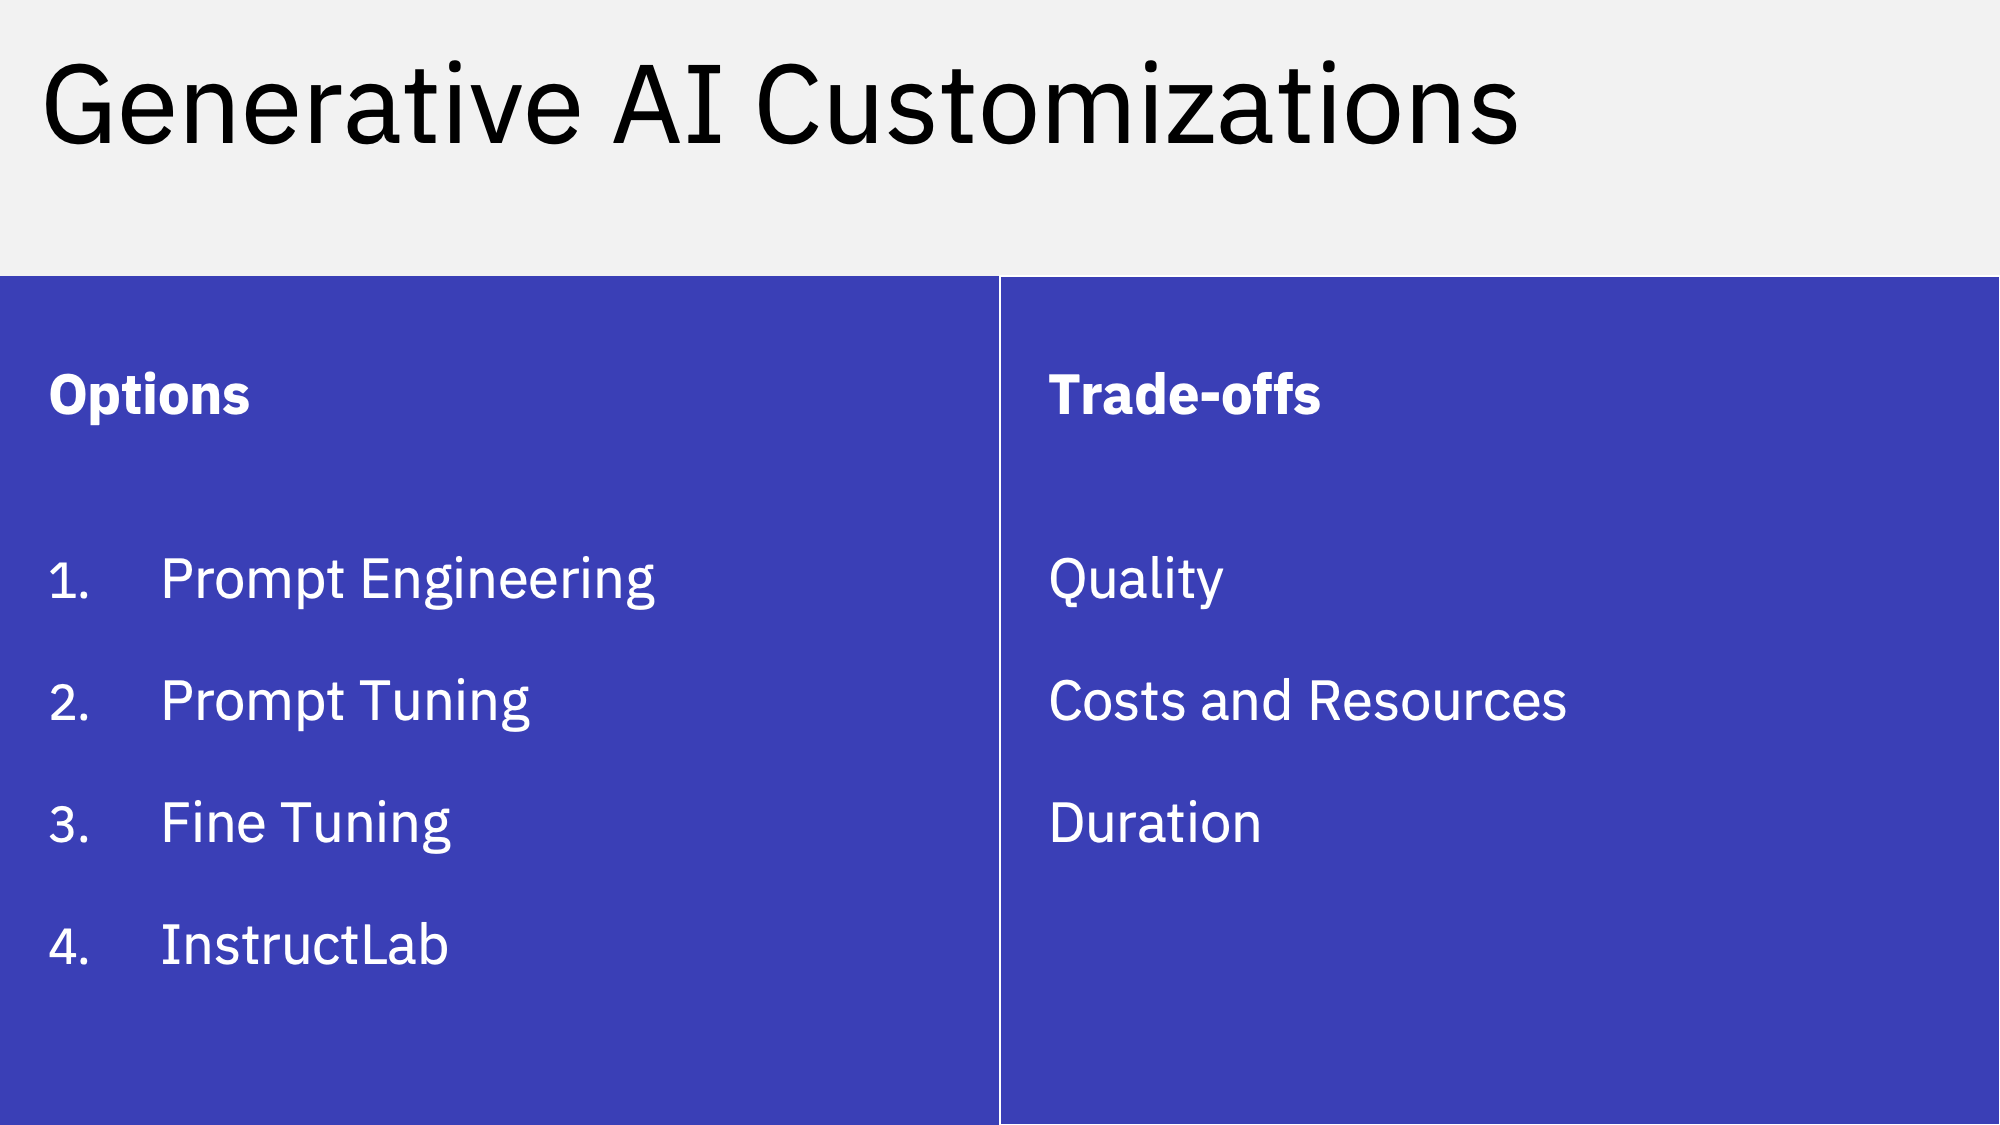 Generative AI Customizations
Options
1. Prompt Engineering
2. Prompt Tuning
3. Fine Tuning
4. InstructLab
Trade-offs
Quality
Costs and Resources
Duration